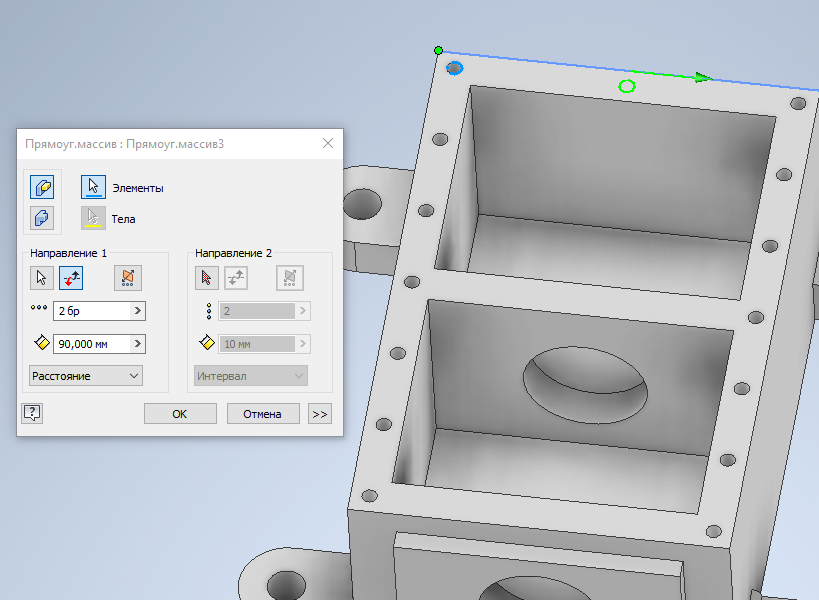 Прямоуг.массив : Прямоуг.массив3
Элементы
Тела
Направление 1
2 бр
90,000 мм
Расстояние
Направление 2
2
10 мм
Интервал
?
OK
Отмена
>>